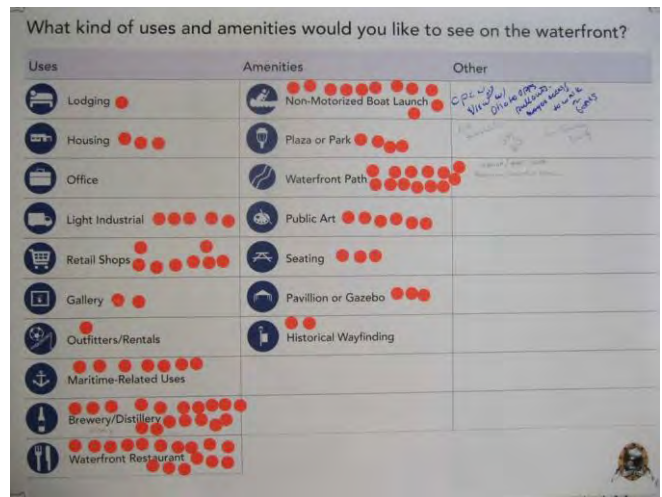 What kind of uses and amenities would you like to see on the waterfront?
Uses Amenities Other
Lodging Non-Motorized Boat Launch
Housing Plaza or Park
Office Waterfront Path
Light Industrial Public Art
Retail Shops Seating
Gallery Pavillion or Gazebo
Outfitters/Rentals Historical Wayfinding
Maritime-Related Uses
Brewery/Distillery
Waterfront Restaurant